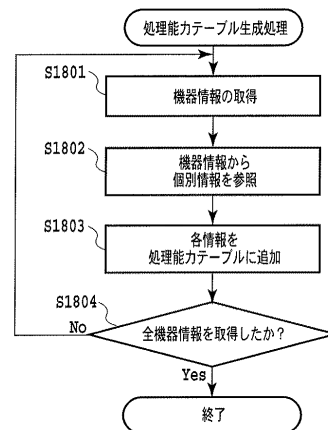 処理能力テーブル生成処理
S1801
機器情報の取得
S1802
機器情報から
個別情報を参照
S1803
各情報を
処理能力テーブルに追加
S1804
全機器情報を取得したか?
No
Yes
終了